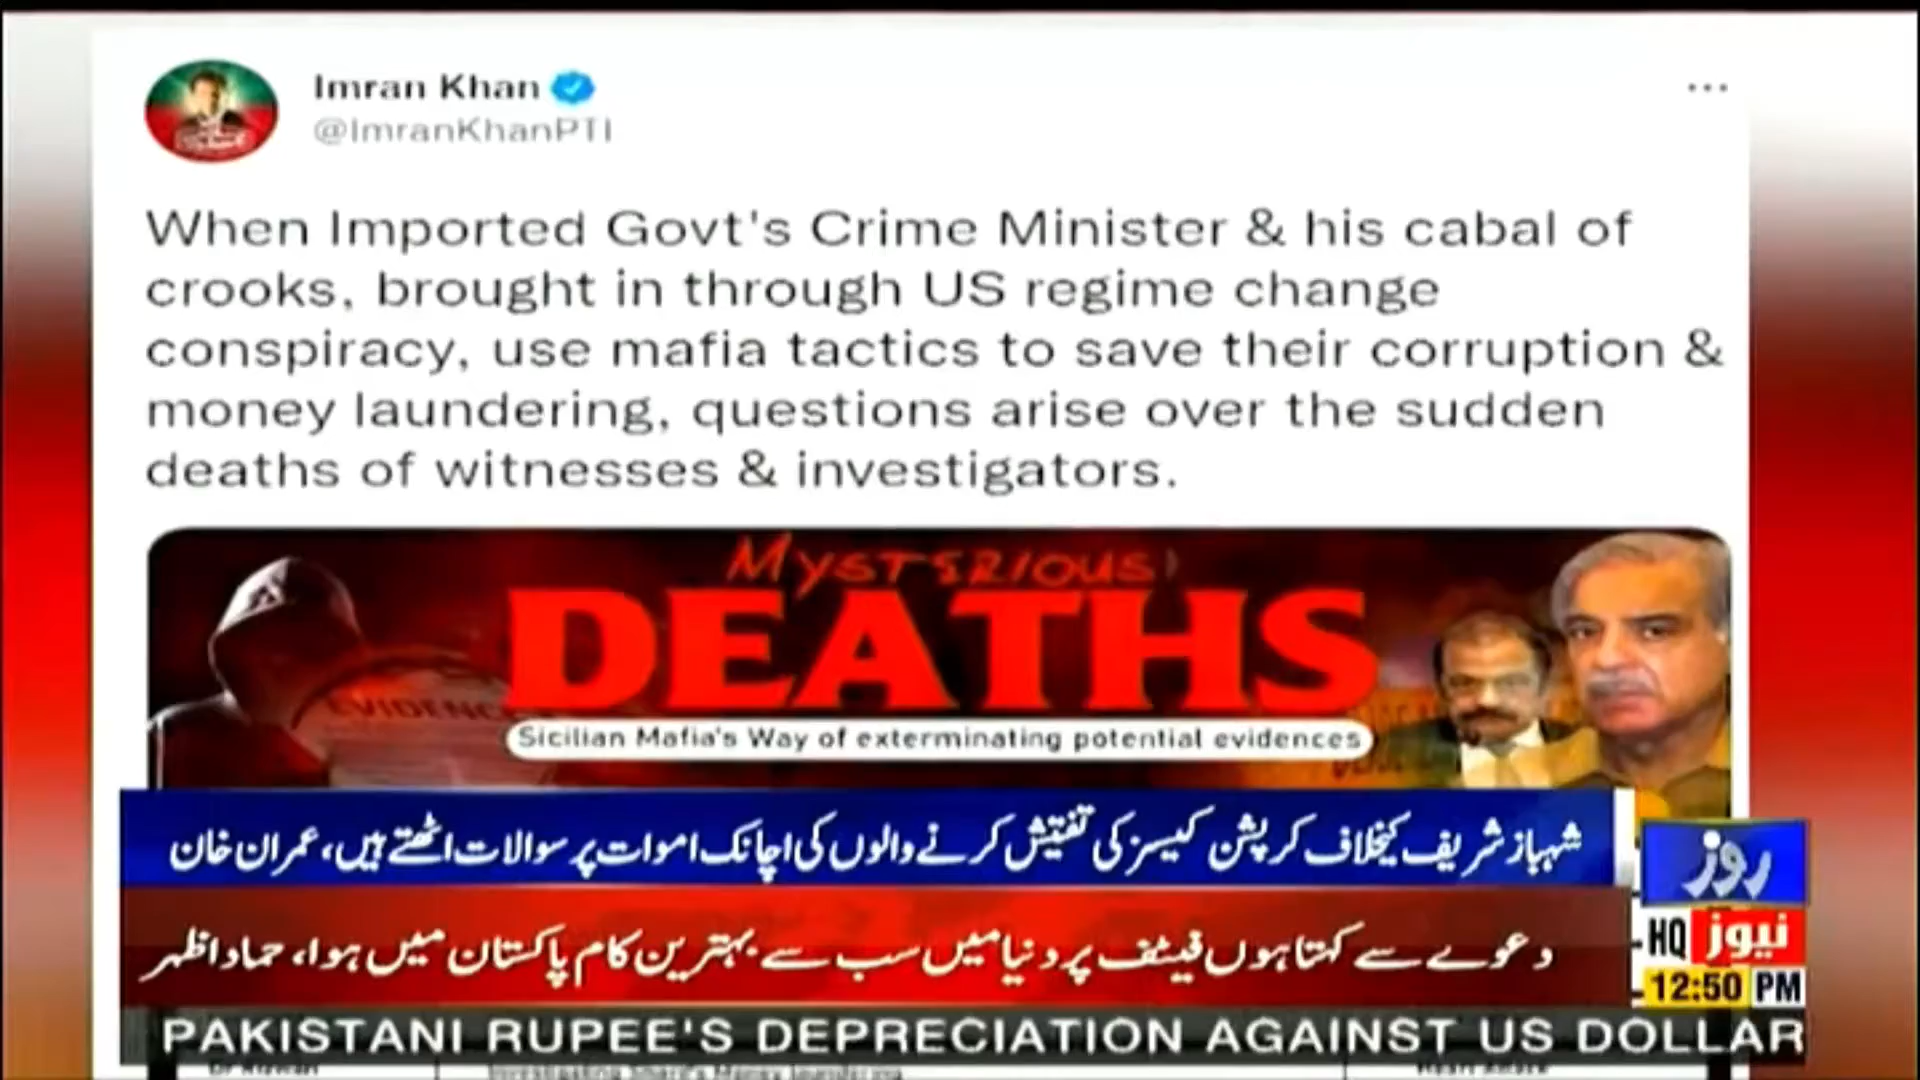 Imran Khan
@ImranKhanPTI
When Imported Govt's Crime Minister & his cabal of
crooks, brought in through US regime change
conspiracy, use mafia tactics to save their corruption &
money laundering, questions arise over the sudden
deaths of witnesses & investigators.
MYSTERIOUS
DEATHS
EVIDENC
Sicilian Mafia's Way of exterminating potential evidences
شہباز شریف کیخلاف کرپشن کیسز کی تفتیش کرنے والوں کی اچانک اموات پر سوالات اٹھتے ہیں، عمران خان
روز
دعوے سے کہتا ہوں فیٹف پر دنیا میں سب سے بہترین کام پاکستان میں ہوا، حماد اظہر
HQ نیوز
12:50 PM
PAKISTANI RUPEE'S DEPRECIATION AGAINST US DOLLAR